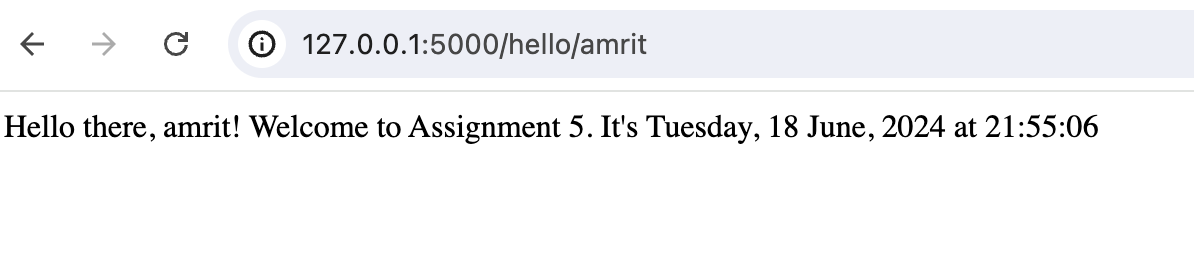 127.0.0.1:5000/hello/amrit
Hello there, amrit! Welcome to Assignment 5. It's Tuesday, 18 June, 2024 at 21:55:06